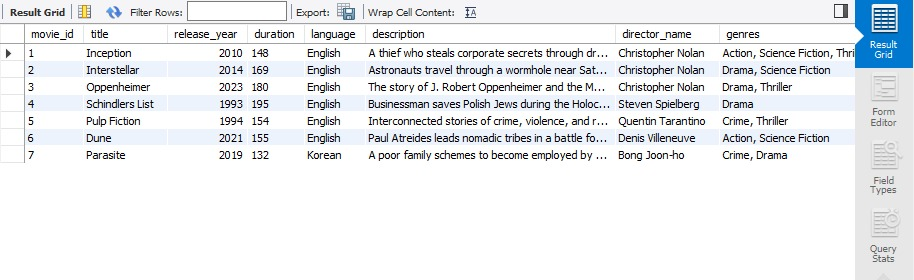 Result Grid Filter Rows: Export: Wrap Cell Content:
movie_id title release_year duration language description director_name genres
1 Inception 2010 148 English A thief who steals corporate secrets through dr... Christopher Nolan Action, Science Fiction, Thri
2 Interstellar 2014 169 English Astronauts travel through a wormhole near Sat... Christopher Nolan Drama, Science Fiction
3 Oppenheimer 2023 180 English The story of J. Robert Oppenheimer and the M... Christopher Nolan Drama, Thriller
4 Schindlers List 1993 195 English Businessman saves Polish Jews during the Holoc... Steven Spielberg Drama
5 Pulp Fiction 1994 154 English Interconnected stories of crime, violence, and r... Quentin Tarantino Crime, Thriller
6 Dune 2021 155 English Paul Atreides leads nomadic tribes in a battle fo... Denis Villeneuve Action, Science Fiction
7 Parasite 2019 132 Korean A poor family schemes to become employed by ... Bong Joon-ho Crime, Drama
Result
Grid
Form
Editor
Field
Types
Query
Stats